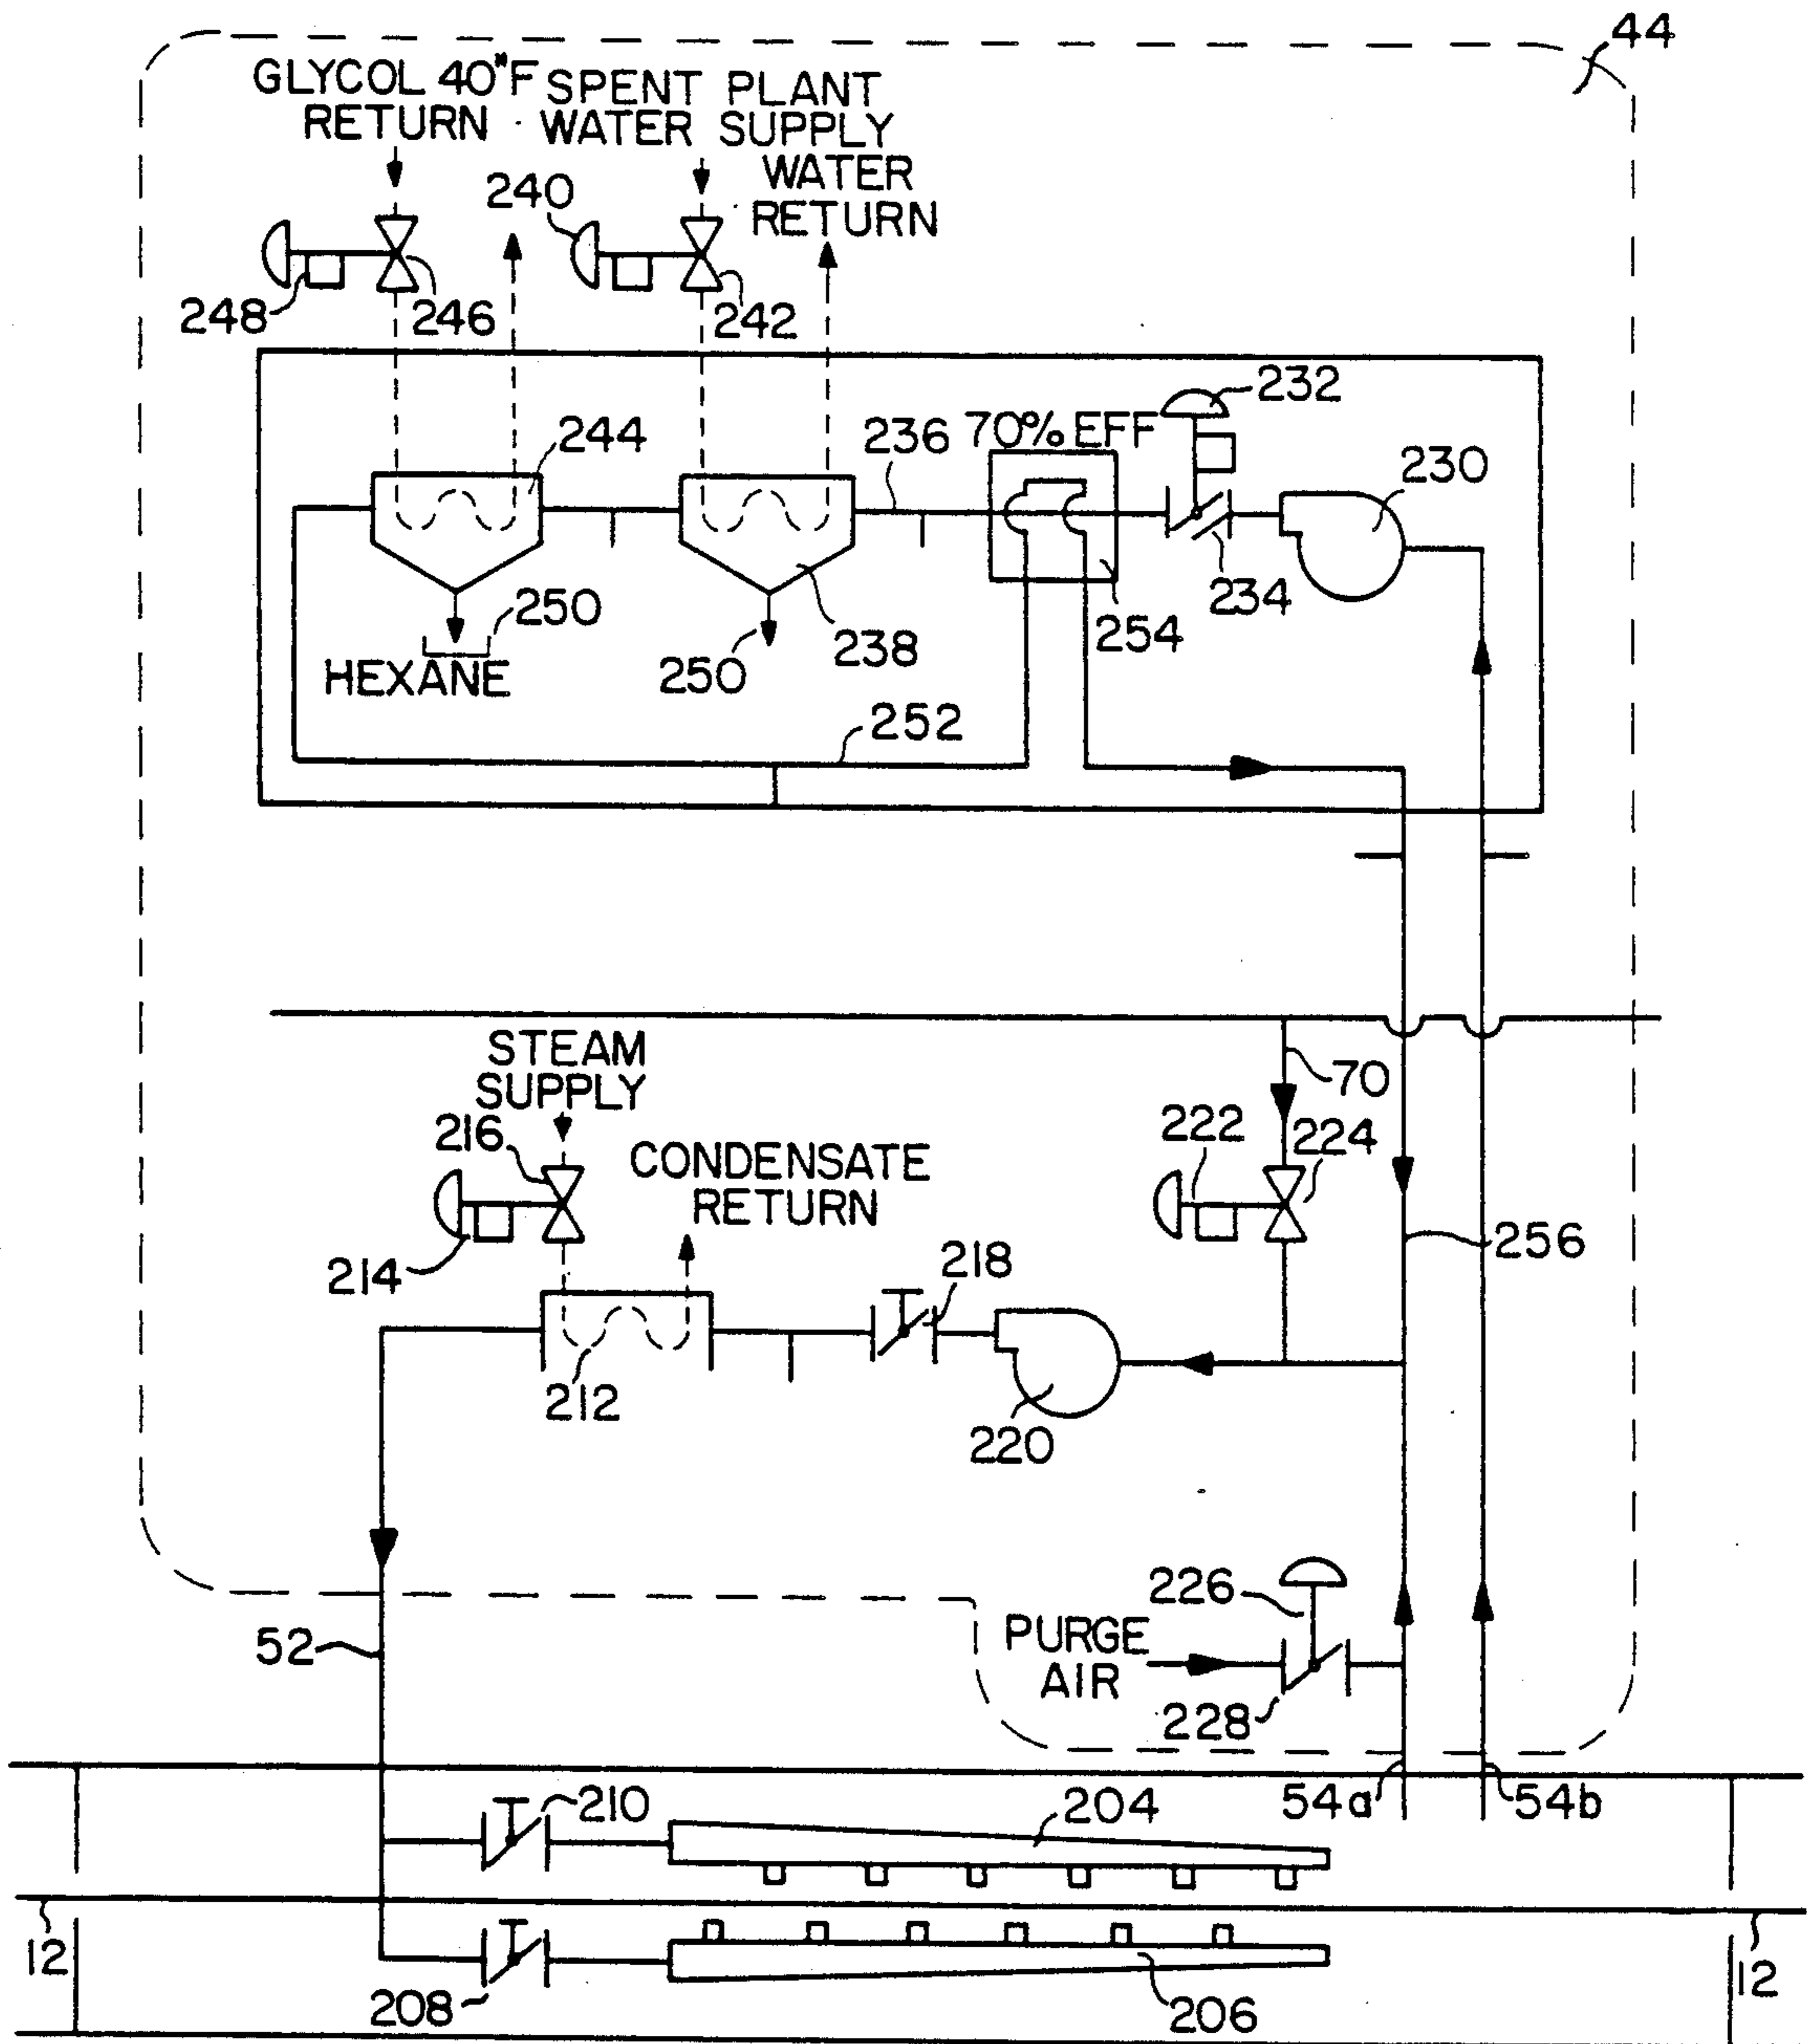 44
GLYCOL 40"F
RETURN
SPENT PLANT
WATER SUPPLY
WATER
RETURN
240
248
246
242
232
70% EFF
236
244
230
234
254
250
HEXANE
250
238
252
STEAM
SUPPLY
70
216
222
224
CONDENSATE
RETURN
256
214
218
212
220
226
52
PURGE
AIR
228
210
204
54a
54b
12
12
208
206